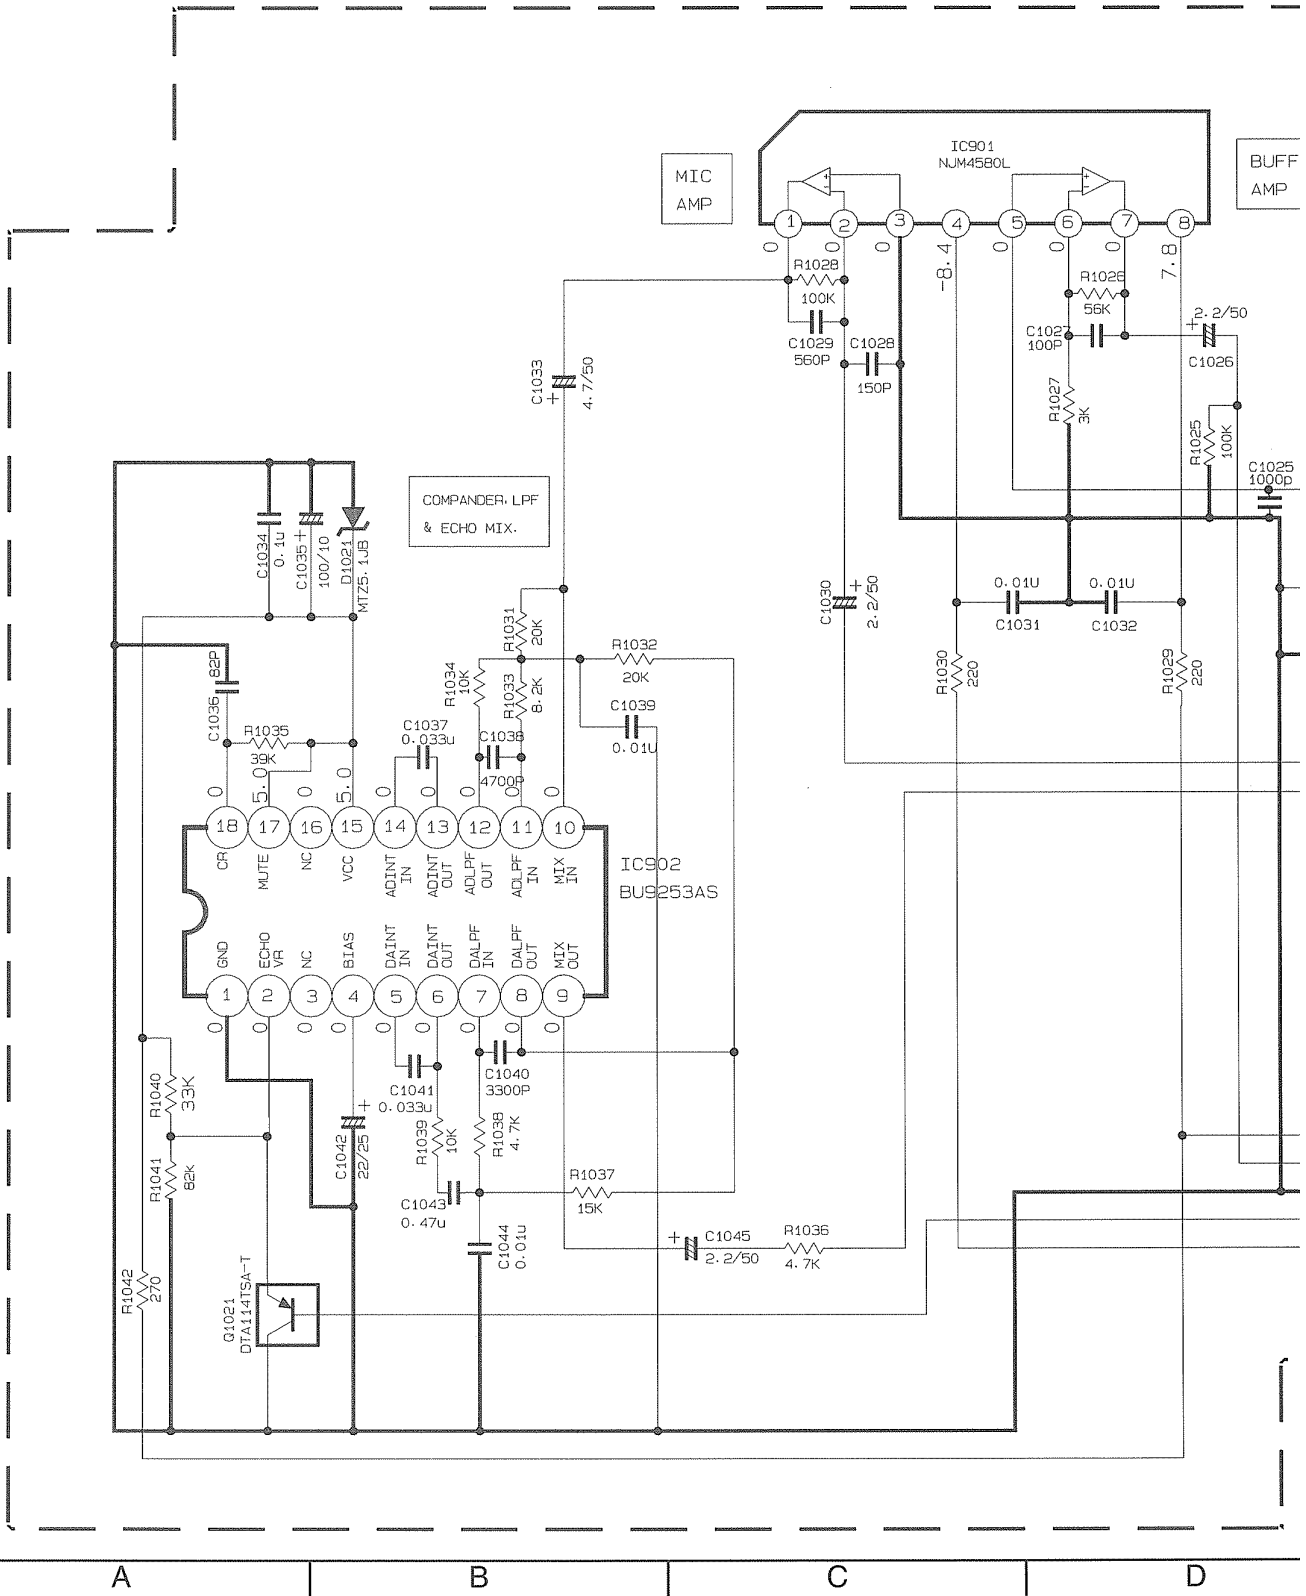 MIC
AMP
IC901
NJM4580L
BUFF
AMP
1
2
3
4
5
6
7
8
0
0
0
-8.4
0
0
0
7.8
R1028
100K
C1029
560P
C1028
150P
R1026
56K
C1027
100P
2.2/50
+
C1026
C1033
4.7/50
+
R1027
3K
R1025
100K
C1025
1000p
COMPANDER, LPF
& ECHO MIX.
C1034
0.1u
C1035
+
100/10
D1021
MTZ5.1JB
C1030
+
2.2/50
0.01U
C1031
0.01U
C1032
R1031
20K
R1032
20K
R1034
10K
R1033
8.2K
R1030
220
R1029
220
82P
C1036
R1035
39K
C1037
0.033u
C1038
4700P
C1039
0.01U
0
5.0
0
5.0
0
0
0
0
0
18
17
16
15
14
13
12
11
10
CR
MUTE
NC
VCC
ADINT
IN
ADINT
OUT
ADLPF
OUT
ADLPF
IN
MIX
IN
IC902
BU9253AS
GND
ECHO
VR
NC
BIAS
DAINT
IN
DAINT
OUT
DALPF
IN
DALPF
OUT
MIX
OUT
1
2
3
4
5
6
7
8
9
0
0
0
0
0
0
0
0
0
R1040
33K
C1041
0.033u
C1040
3300P
C1042
+
22/25
R1039
10K
R1038
4.7K
R1041
82K
C1043
0.47u
R1037
15K
C1044
0.01u
+
C1045
2.2/50
R1036
4.7K
R1042
270
Q1021
DTA114TSA-T
A
B
C
D